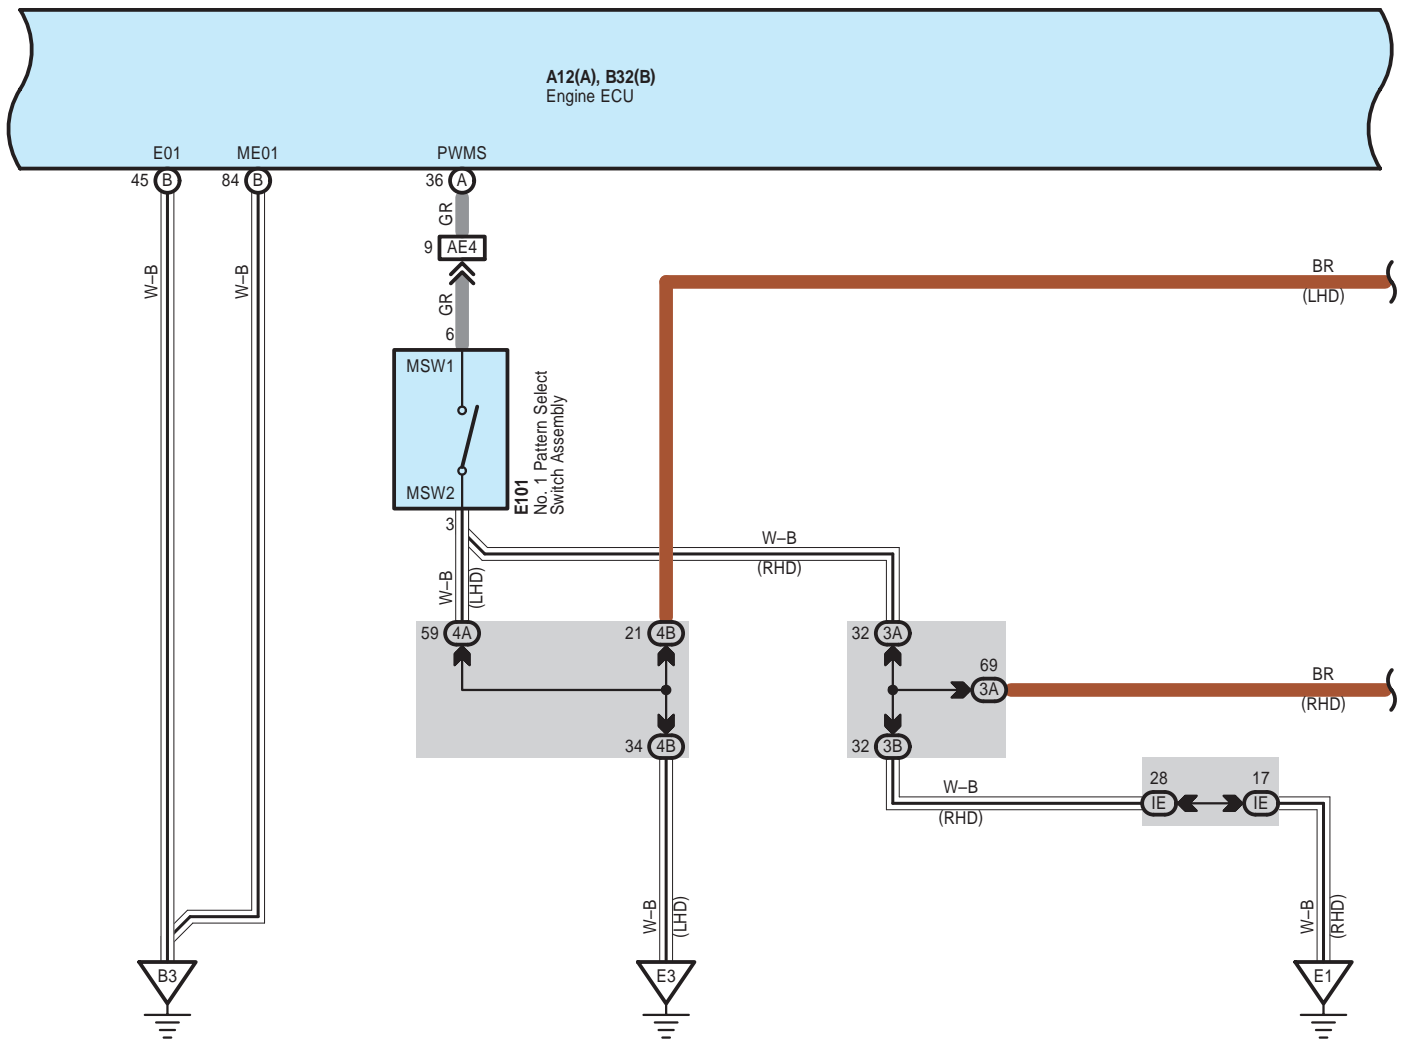 A12(A), B32(B)
Engine ECU
E01
ME01
PWMS
45 B
84 B
36 A
GR
9 AE4
W–B
W–B
GR
BR
(LHD)
6
MSW1
MSW2
E101
No. 1 Pattern Select
Switch Assembly
3
W–B
(LHD)
W–B
(RHD)
59 4A
21 4B
32 3A
69
3A
BR
(RHD)
34 4B
32 3B
W–B
(RHD)
28
IE
17
IE
W–B
(LHD)
W–B
(RHD)
B3
E3
E1